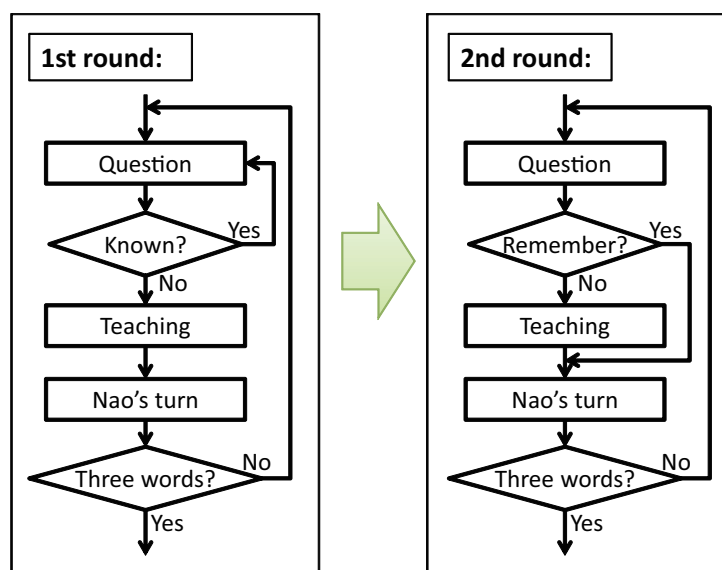 1st round:
Question
Known?
Yes
No
Teaching
Nao's turn
Three words?
No
Yes
2nd round:
Question
Remember?
Yes
No
Teaching
Nao's turn
Three words?
No
Yes